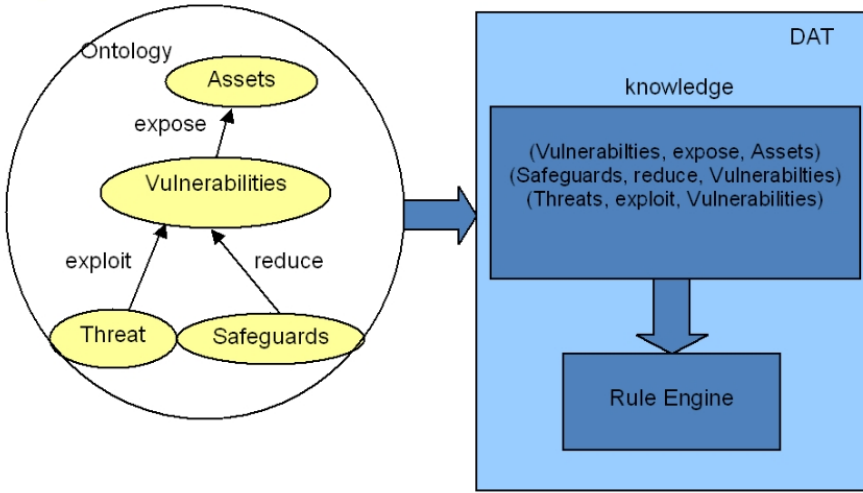 Ontology
Assets
expose
Vulnerabilities
exploit
reduce
Threat
Safeguards
DAT
knowledge
(Vulnerabilties, expose, Assets)
(Safeguards, reduce, Vulnerabilties)
(Threats, exploit, Vulnerabilities)
Rule Engine